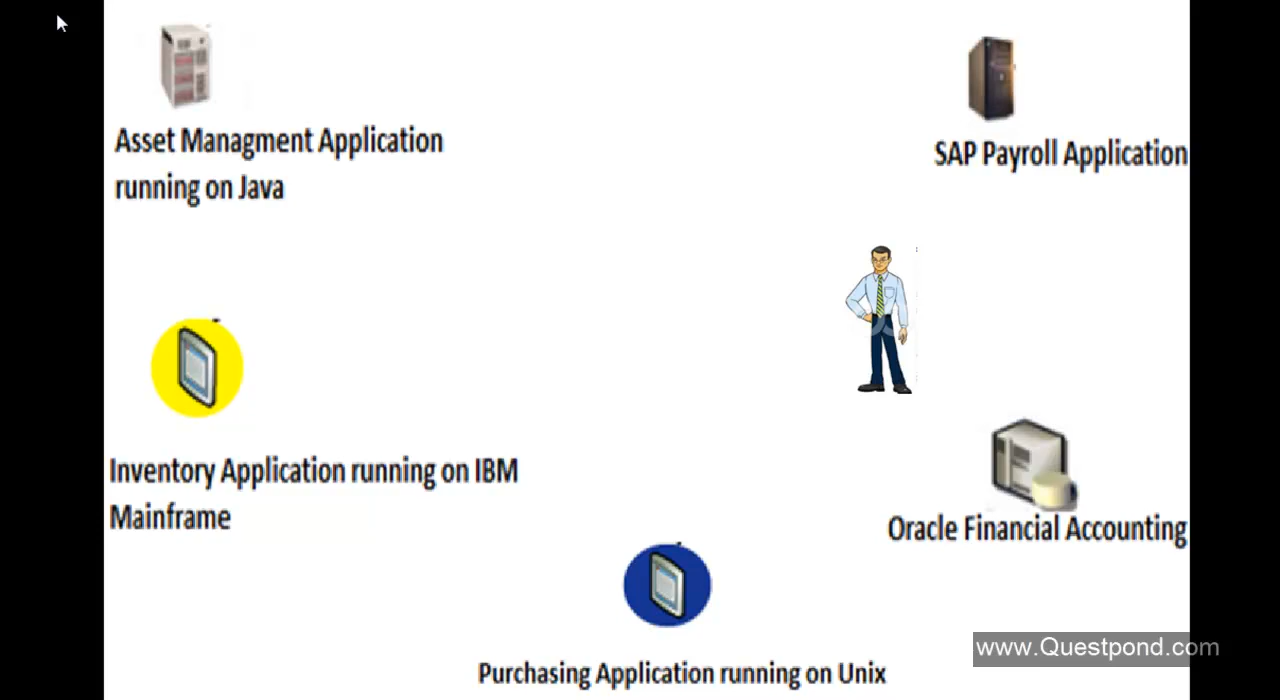 Asset Managment Application
running on Java
SAP Payroll Application
Inventory Application running on IBM
Mainframe
Oracle Financial Accounting
Purchasing Application running on Unix
www.Questpond.com